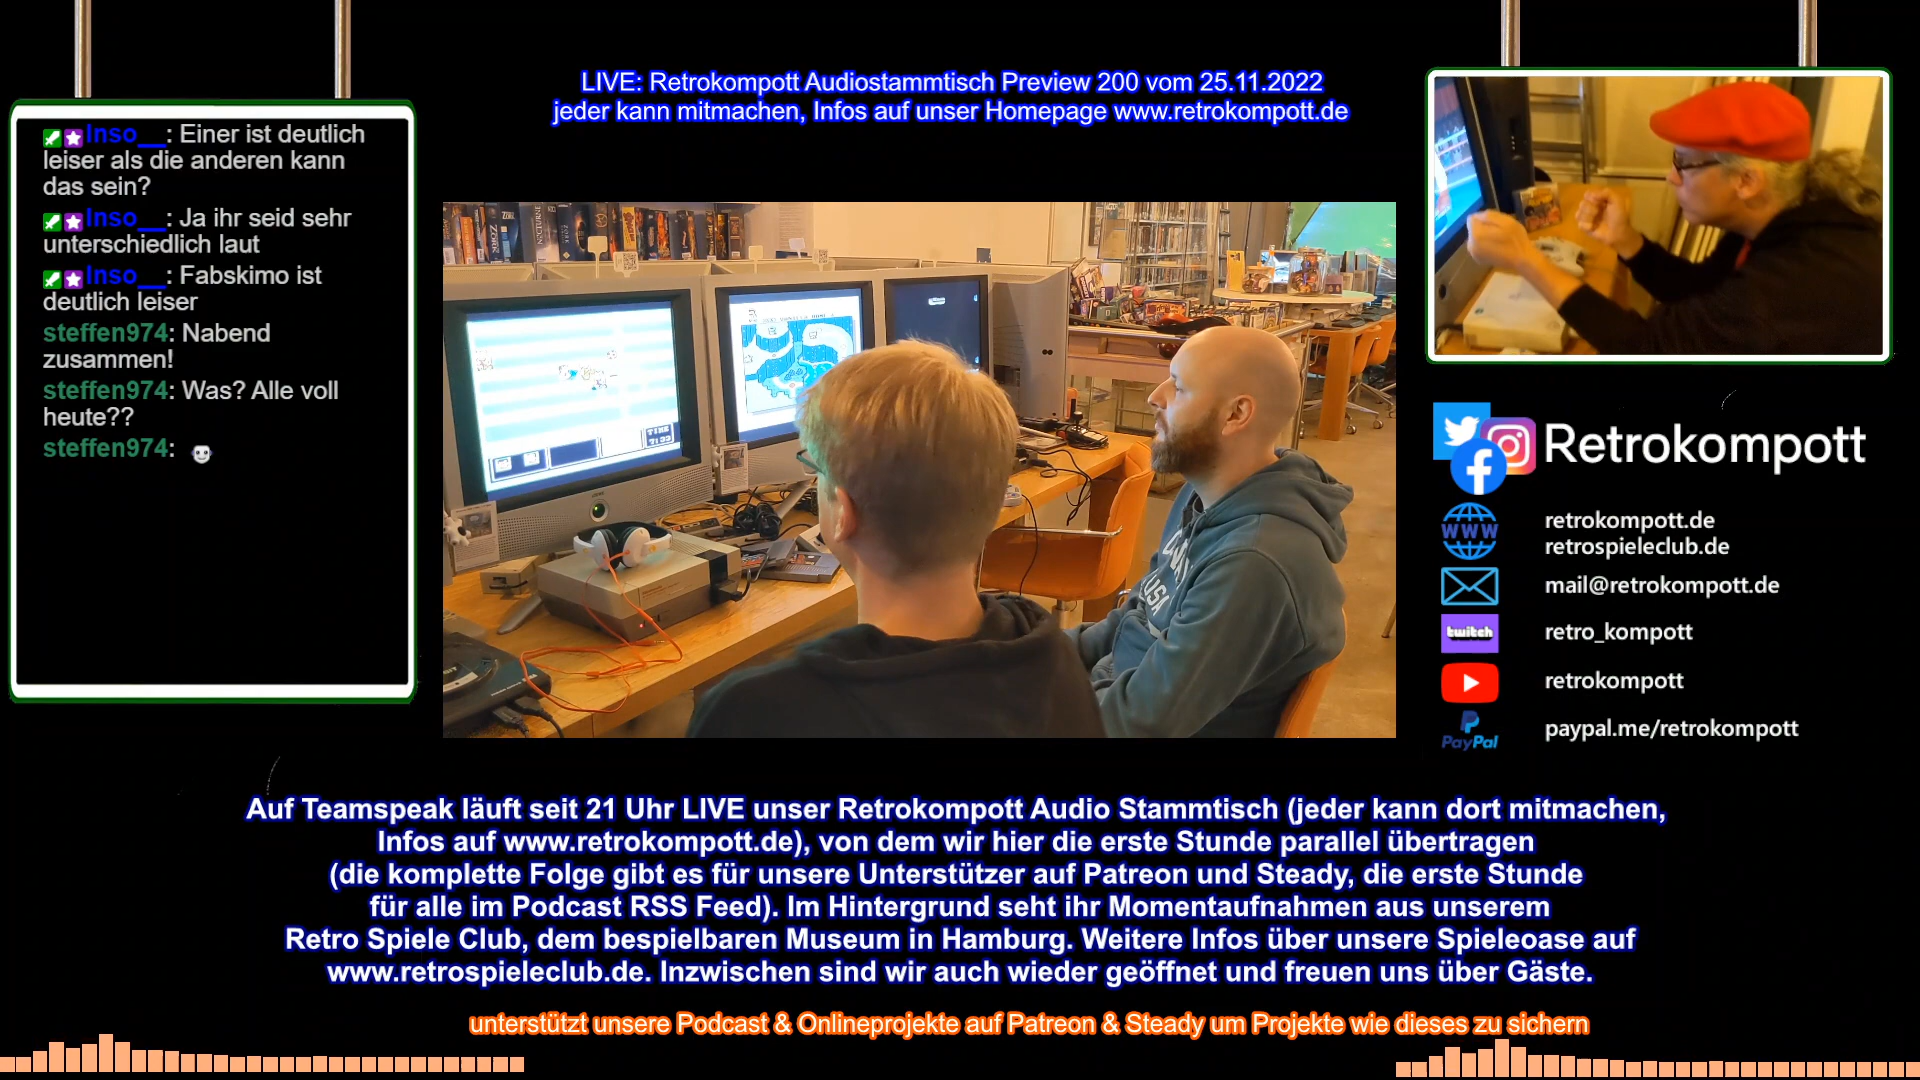 LIVE: Retrokompott Audiostammtisch Preview 200 vom 25.11.2022
jeder kann mitmachen, Infos auf unser Homepage www.retrokompott.de
Inso__: Einer ist deutlich
leiser als die anderen kann
das sein?
Inso__: Ja ihr seid sehr
unterschiedlich laut
Inso__: Fabskimo ist
deutlich leiser
steffen974: Nabend
zusammen!
steffen974: Was? Alle voll
heute??
steffen974:
ZORK
TIME
7:33
USA
Retrokompott
WWW
retrokompott.de
retrospieleclub.de
mail@retrokompott.de
twitch
retro_kompott
retrokompott
PayPal
paypal.me/retrokompott
Auf Teamspeak läuft seit 21 Uhr LIVE unser Retrokompott Audio Stammtisch (jeder kann dort mitmachen,
Infos auf www.retrokompott.de), von dem wir hier die erste Stunde parallel übertragen
(die komplette Folge gibt es für unsere Unterstützer auf Patreon und Steady, die erste Stunde
für alle im Podcast RSS Feed). Im Hintergrund seht ihr Momentaufnahmen aus unserem
Retro Spiele Club, dem bespielbaren Museum in Hamburg. Weitere Infos über unsere Spieleoase auf
www.retrospieleclub.de. Inzwischen sind wir auch wieder geöffnet und freuen uns über Gäste.
unterstützt unsere Podcast & Onlineprojekte auf Patreon & Steady um Projekte wie dieses zu sichern